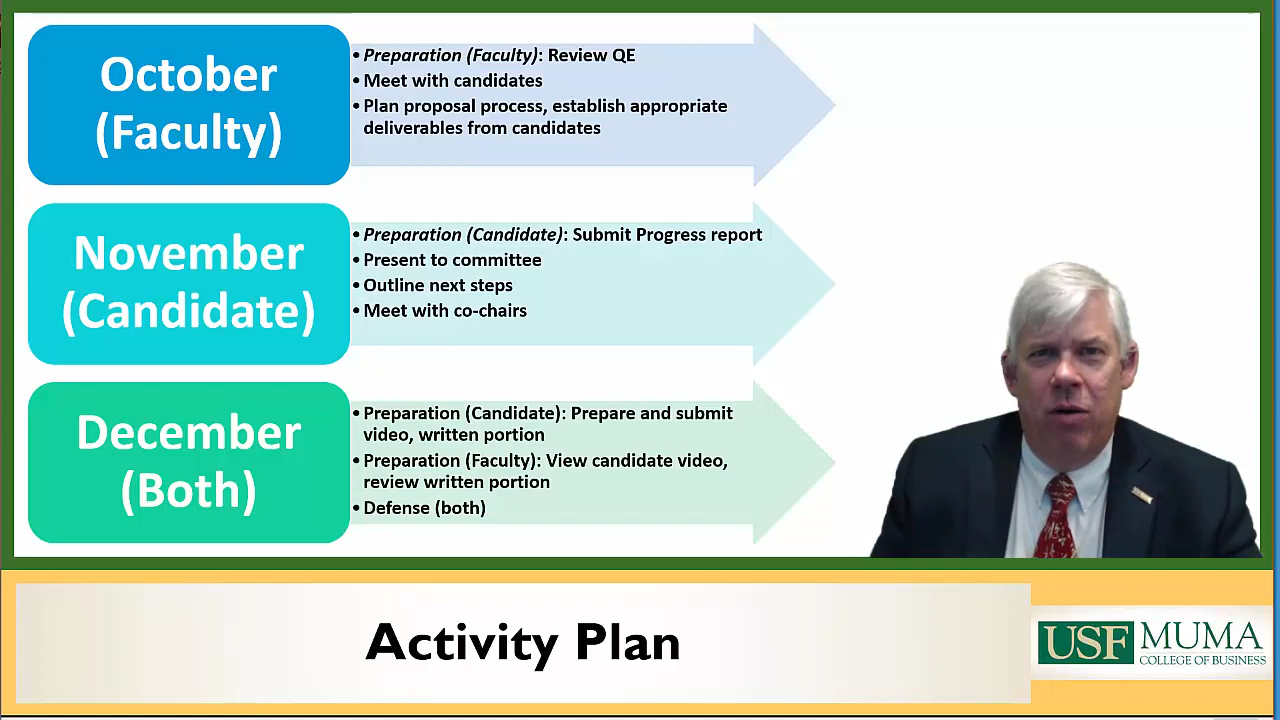 October
(Faculty)
• Preparation (Faculty): Review QE
• Meet with candidates
• Plan proposal process, establish appropriate
deliverables from candidates
November
(Candidate)
• Preparation (Candidate): Submit Progress report
• Present to committee
• Outline next steps
• Meet with co-chairs
December
(Both)
• Preparation (Candidate): Prepare and submit
video, written portion
• Preparation (Faculty): View candidate video,
review written portion
• Defense (both)
Activity Plan
USF MUMA
COLLEGE OF BUSINESS